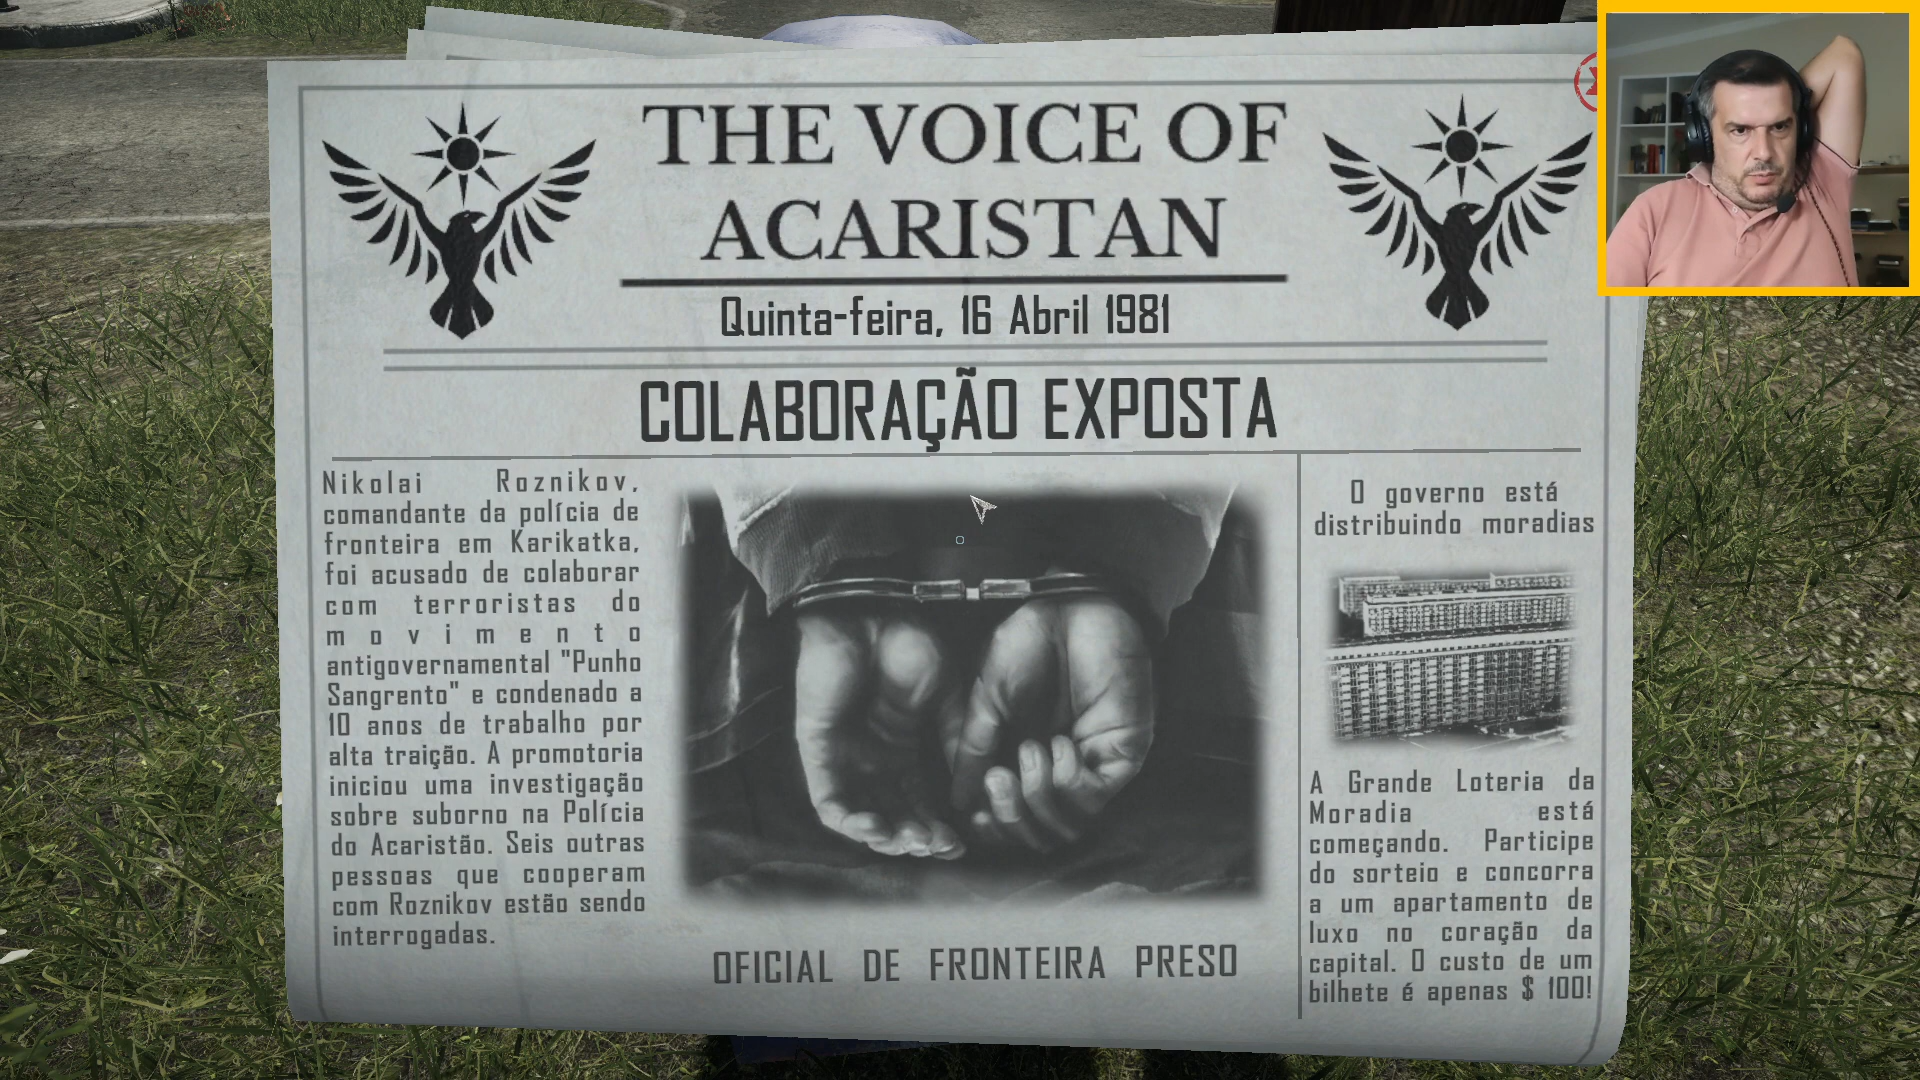 THE VOICE OF
ACARISTAN
Quinta-feira, 16 Abril 1981
COLABORAÇÃO EXPOSTA
Nikolai Roznikov,
comandante da polícia de
fronteira em Karikatka,
foi acusado de colaborar
com terroristas do
movimento
antigovernamental "Punho
Sangrento" e condenado a
10 anos de trabalho por
alta traição. A promotoria
iniciou uma investigação
sobre suborno na Polícia
do Acaristão. Seis outras
pessoas que cooperam
com Roznikov estão sendo
interrogadas.
OFICIAL DE FRONTEIRA PRESO
O governo está
distribuindo moradias
A Grande Loteria da
Moradia está
começando. Participe
do sorteio e concorra
a um apartamento de
luxo no coração da
capital. O custo de um
bilhete é apenas $ 100!